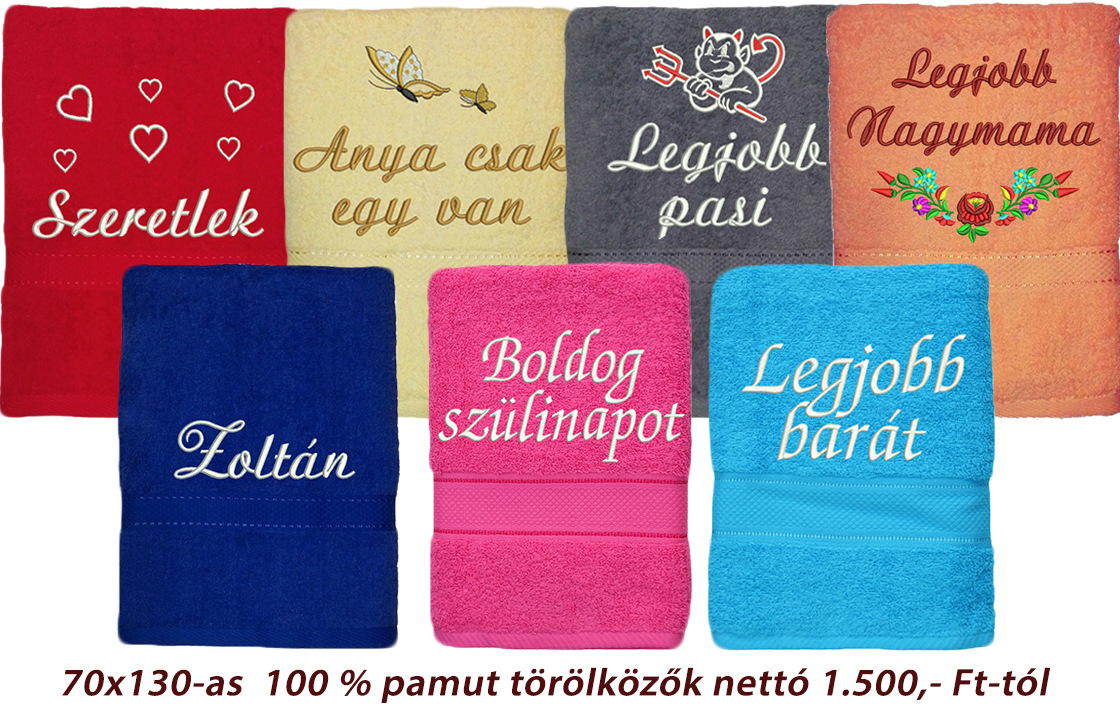 Szeretlek
Anya csak
egy van
Legjobb
pasi
Legjobb
Nagymama
Zoltán
Boldog
szülinapot
Legjobb
barát
70x130-as 100 % pamut törölközők nettó 1.500,- Ft-tól